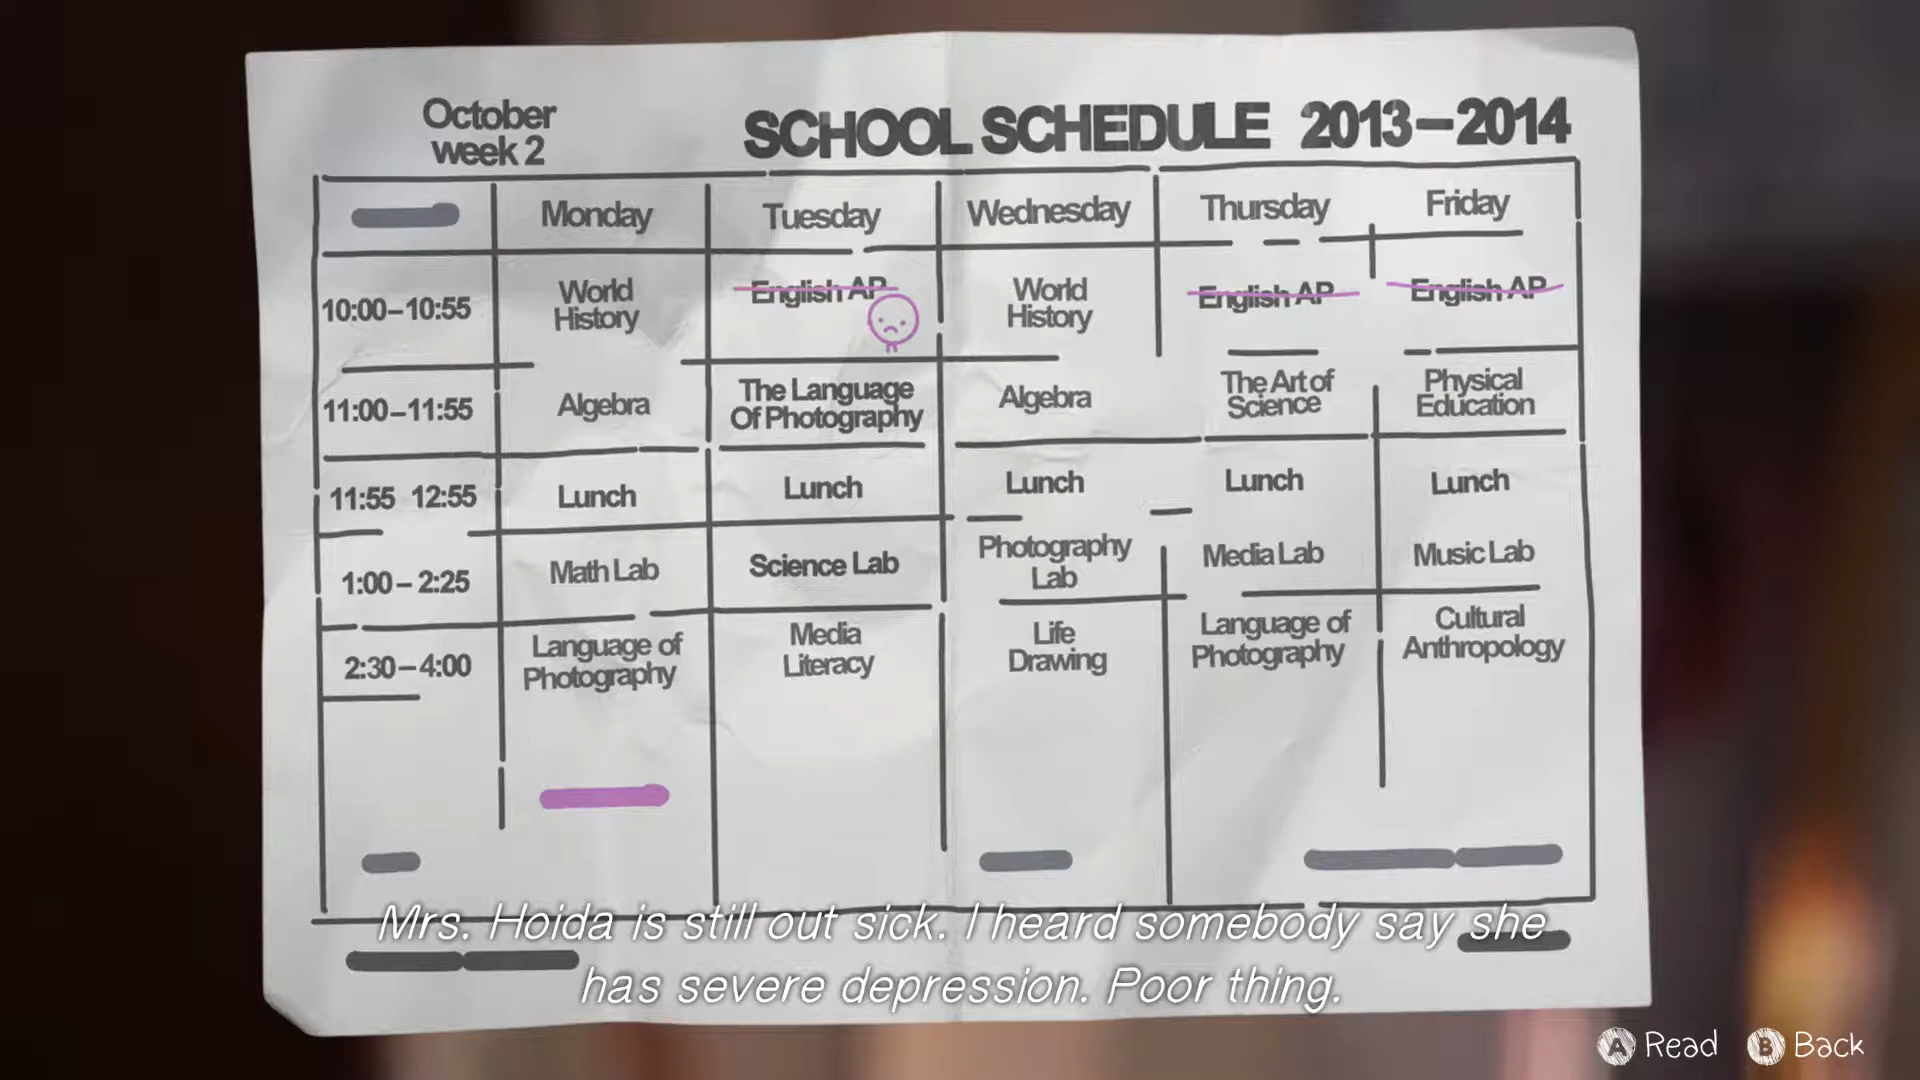 October
week 2
SCHOOL SCHEDULE 2013-2014
Monday Tuesday Wednesday Thursday Friday
10:00-10:55
World
History
English AP
World
History
English AP
English AP
11:00-11:55
Algebra
The Language
Of Photography
Algebra
The Art of
Science
Physical
Education
11:55 12:55
Lunch
Lunch
Lunch
Lunch
Lunch
1:00-2:25
Math Lab
Science Lab
Photography
Lab
Media Lab
Music Lab
2:30-4:00
Language of
Photography
Media
Literacy
Life
Drawing
Language of
Photography
Cultural
Anthropology
Mrs. Hoida is still out sick. I heard somebody say she
has severe depression. Poor thing.
A Read B Back